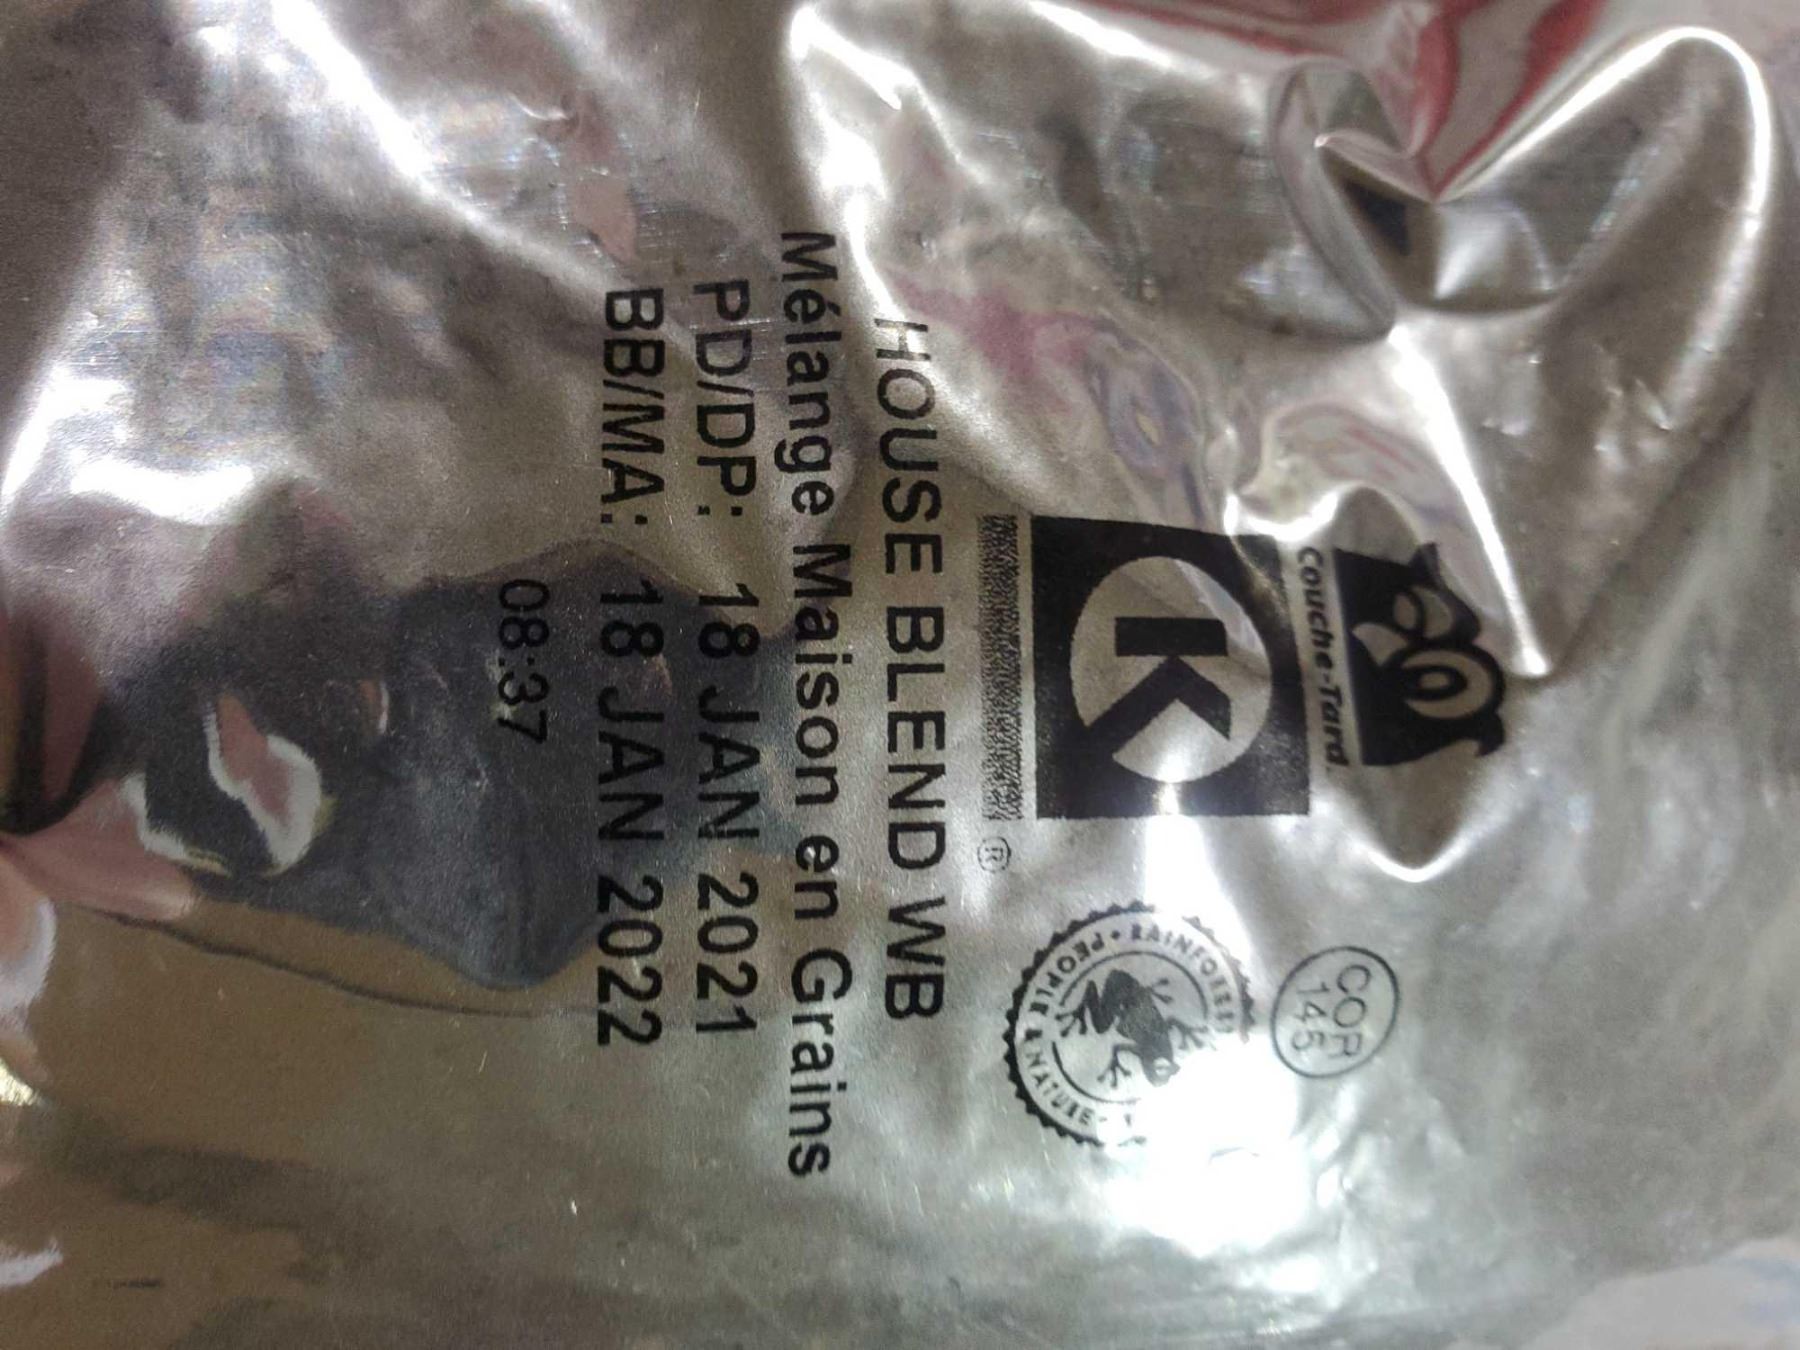 Couche-Tard
K
®
RAINFOREST
PEOPLE & NATURE
COR
145
HOUSE BLEND WB
Mélange Maison en Grains
PD/DP: 18 JAN 2021
BB/MA: 18 JAN 2022
08:37